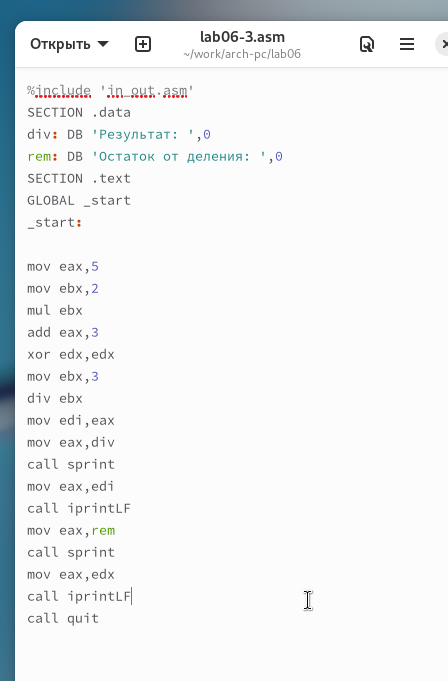 Открыть
lab06-3.asm
~/work/arch-pc/lab06
%include 'in_out.asm'
SECTION .data
div: DB 'Результат: ',0
rem: DB 'Остаток от деления: ',0
SECTION .text
GLOBAL _start
_start:
mov eax,5
mov ebx,2
mul ebx
add eax,3
xor edx,edx
mov ebx,3
div ebx
mov edi,eax
mov eax,div
call sprint
mov eax,edi
call iprintLF
mov eax,rem
call sprint
mov eax,edx
call iprintLF
call quit